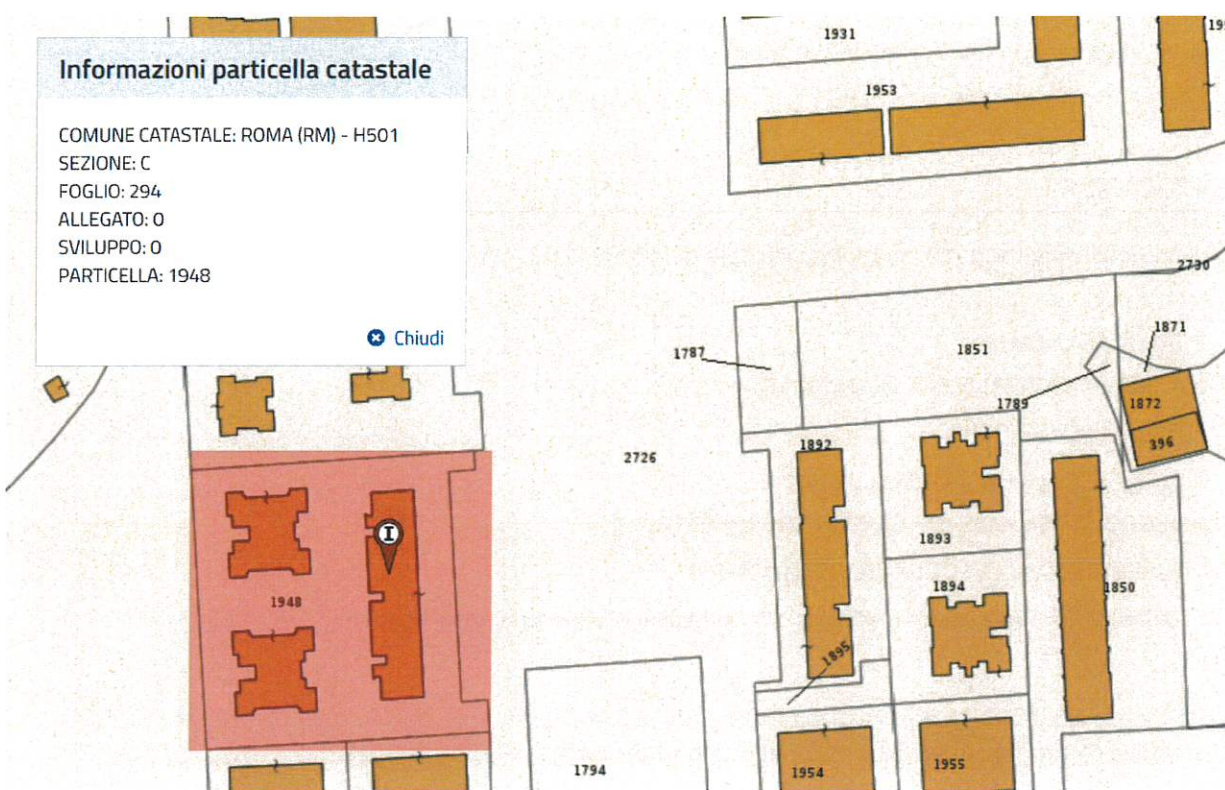 Informazioni particella catastale
COMUNE CATASTALE: ROMA (RM) - H501
SEZIONE: C
FOGLIO: 294
ALLEGATO: 0
SVILUPPO: 0
PARTICELLA: 1948
Chiudi
1931
1953
2730
1871
1787
1851
1789
1872
396
1892
2726
1893
I
1894
1850
1948
1895
1794
1954
1955